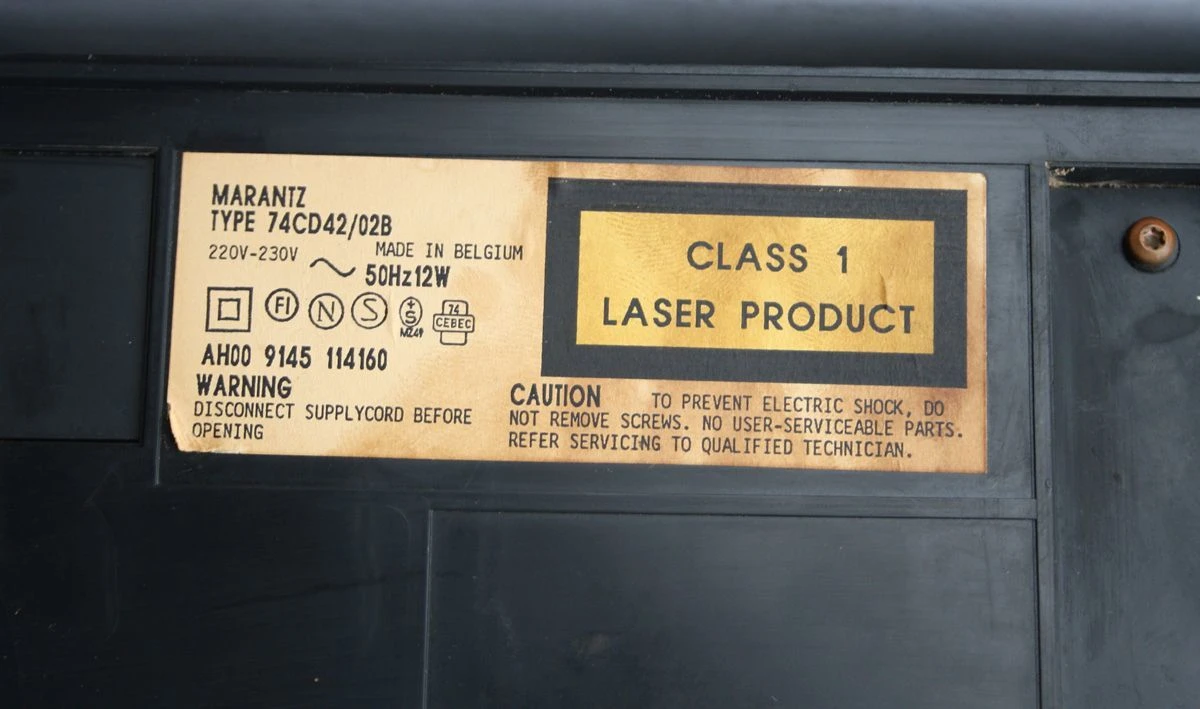 MARANTZ
TYPE 74CD42/02B
220V-230V ~ MADE IN BELGIUM
50Hz 12W
FI N S +S 74 CEBEC
AH00 9145 114160
WARNING
DISCONNECT SUPPLYCORD BEFORE
OPENING
CLASS 1
LASER PRODUCT
CAUTION TO PREVENT ELECTRIC SHOCK, DO
NOT REMOVE SCREWS. NO USER-SERVICEABLE PARTS.
REFER SERVICING TO QUALIFIED TECHNICIAN.